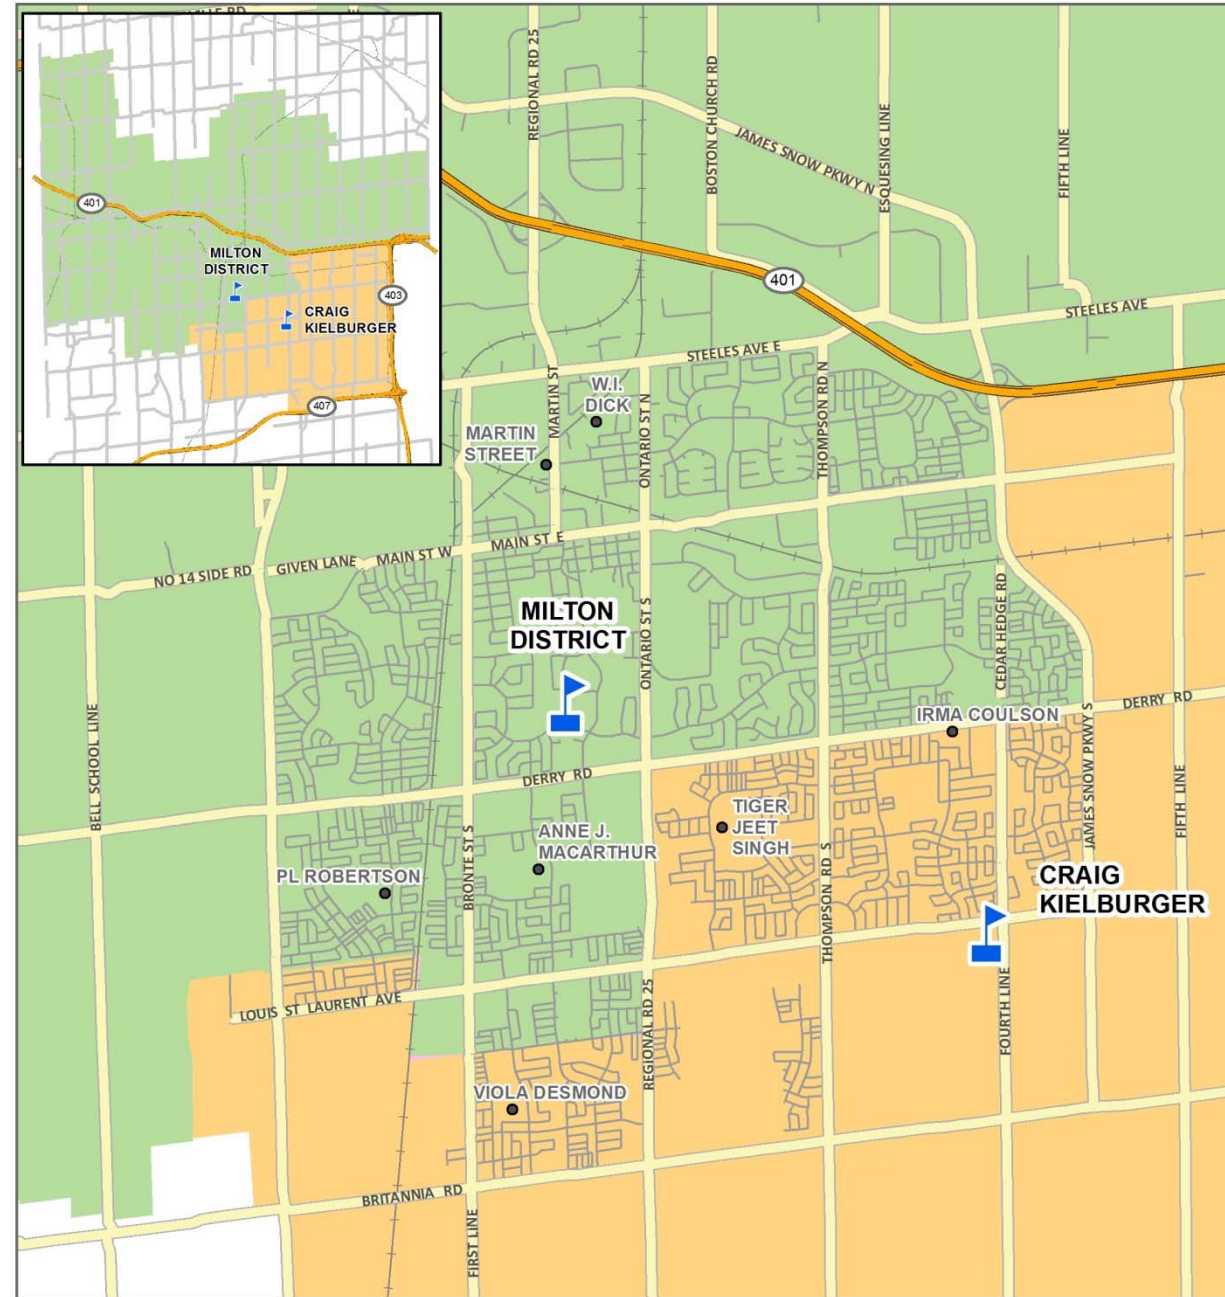 401
MILTON
DISTRICT
CRAIG
KIELBURGER
403
407
REGIONAL RD 25
BOSTON CHURCH RD
ESQUESING LINE
FIFTH LINE
JAMES SNOW PKWY N
401
STEELES AVE
STEELES AVE E
W.I.
DICK
MARTIN ST
MARTIN
STREET
ONTARIO ST N
THOMPSON RD N
MAIN ST E
MAIN ST W
GIVEN LANE
NO 14 SIDE RD
MILTON
DISTRICT
ONTARIO ST S
CEDAR HEDGE RD
DERRY RD
IRMA COULSON
BELL SCHOOL LINE
DERRY RD
JAMES SNOW PKWY S
FIFTH LINE
TIGER
JEET
SINGH
ANNE J.
MACARTHUR
PL ROBERTSON
BRONTE ST S
THOMPSON RD S
CRAIG
KIELBURGER
LOUIS ST LAURENT AVE
REGIONAL RD 25
FOURTH LINE
VIOLA DESMOND
BRITANNIA RD
FIRST LINE